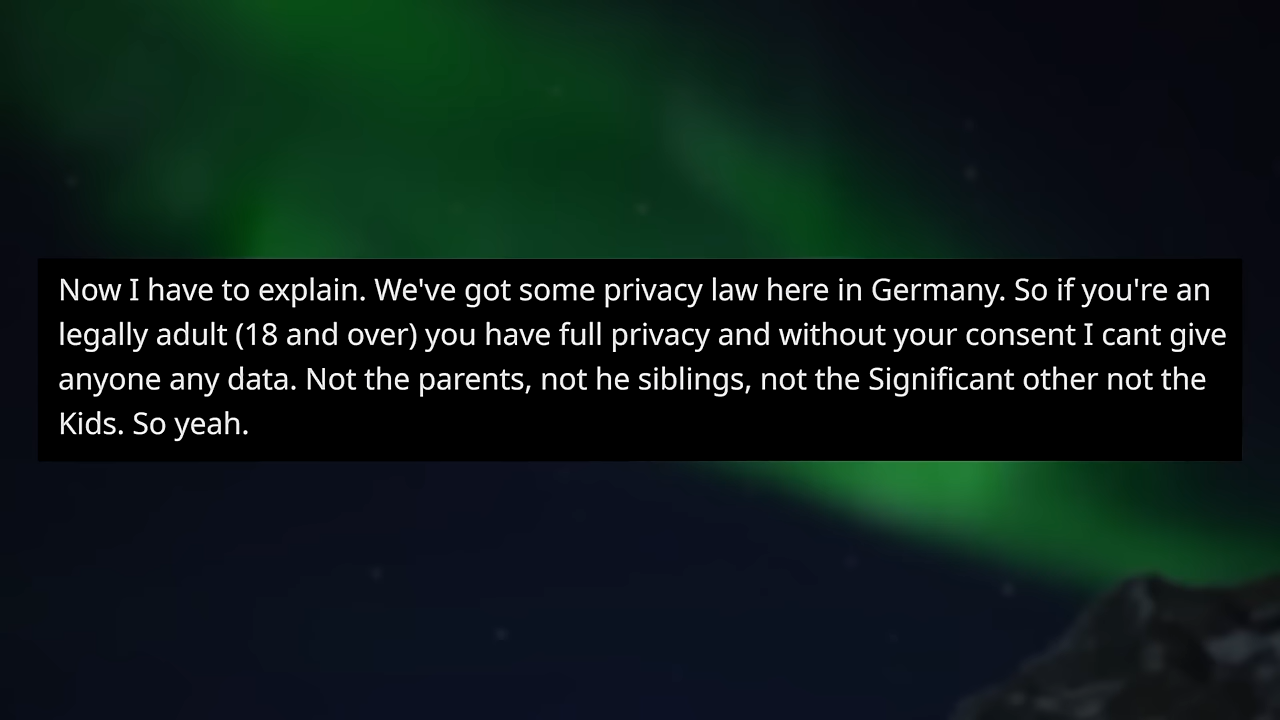 Now I have to explain. We've got some privacy law here in Germany. So if you're an
legally adult (18 and over) you have full privacy and without your consent I cant give
anyone any data. Not the parents, not he siblings, not the Significant other not the
Kids. So yeah.